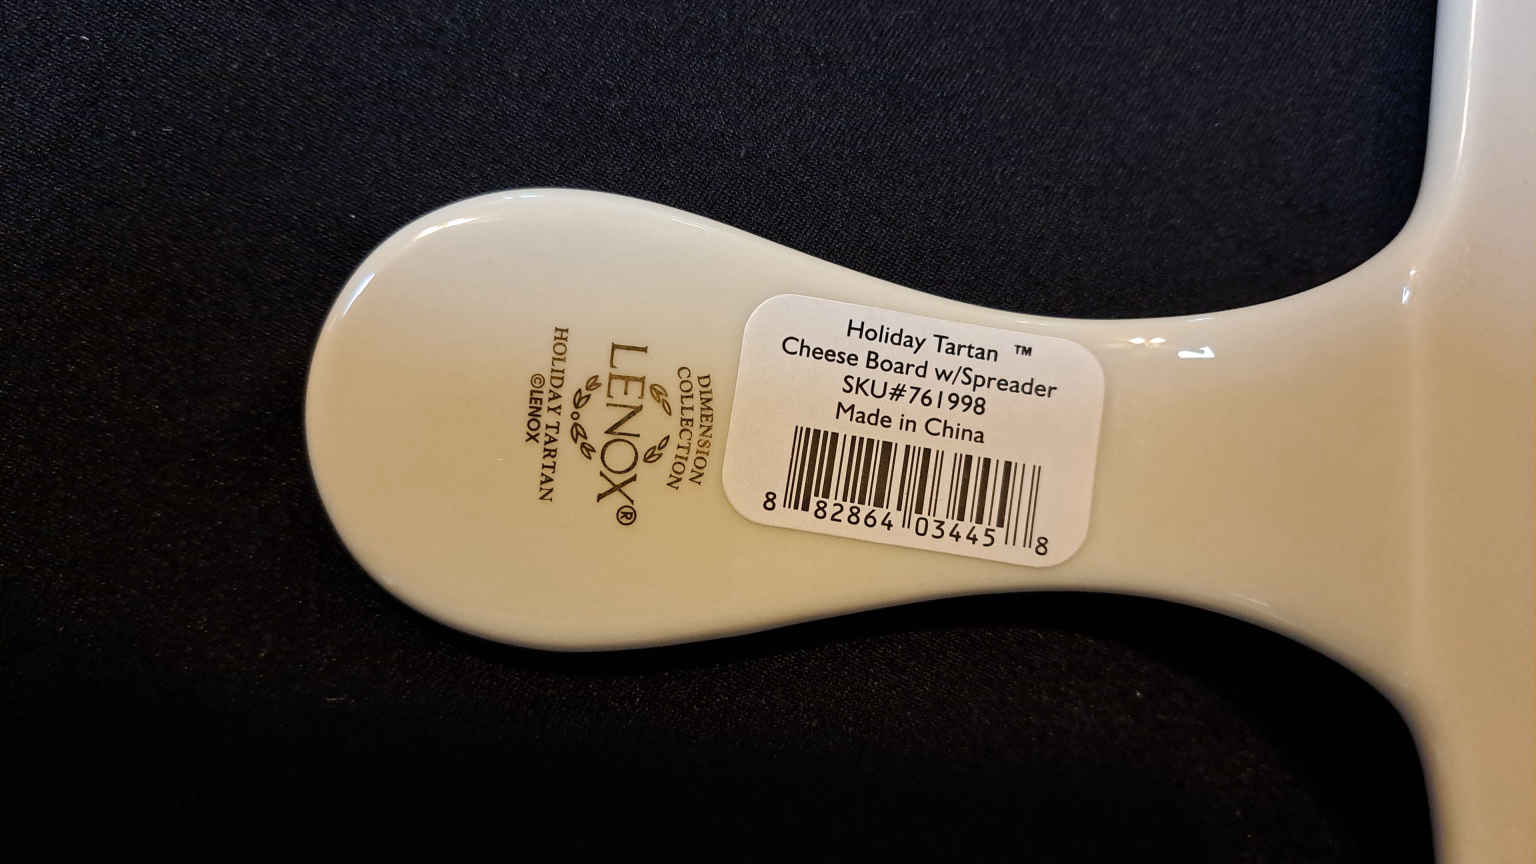 Holiday Tartan ™
Cheese Board w/Spreader
SKU#761998
Made in China
8 82864 03445 8
DIMENSION
COLLECTION
LENOX®
HOLIDAY TARTAN
©LENOX